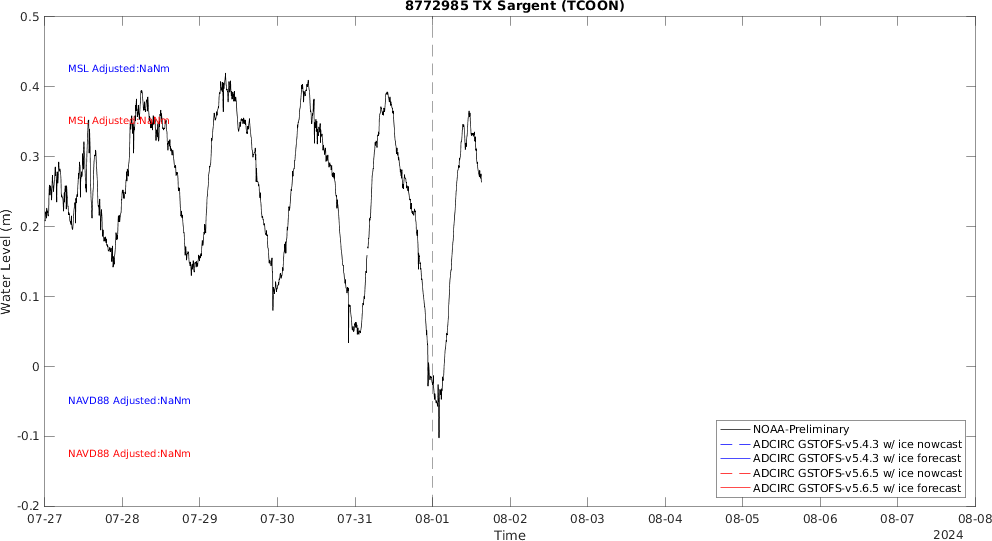 8772985 TX Sargent (TCOON)
0.5
0.4
0.3
0.2
0.1
0
-0.1
-0.2
Water Level (m)
MSL Adjusted:NaNm
MSL Adjusted:NaNm
NAVD88 Adjusted:NaNm
NAVD88 Adjusted:NaNm
NOAA-Preliminary
ADCIRC GSTOFS-v5.4.3 w/ ice nowcast
ADCIRC GSTOFS-v5.4.3 w/ ice forecast
ADCIRC GSTOFS-v5.6.5 w/ ice nowcast
ADCIRC GSTOFS-v5.6.5 w/ ice forecast
07-27 07-28 07-29 07-30 07-31 08-01 08-02 08-03 08-04 08-05 08-06 08-07 08-08
Time
2024